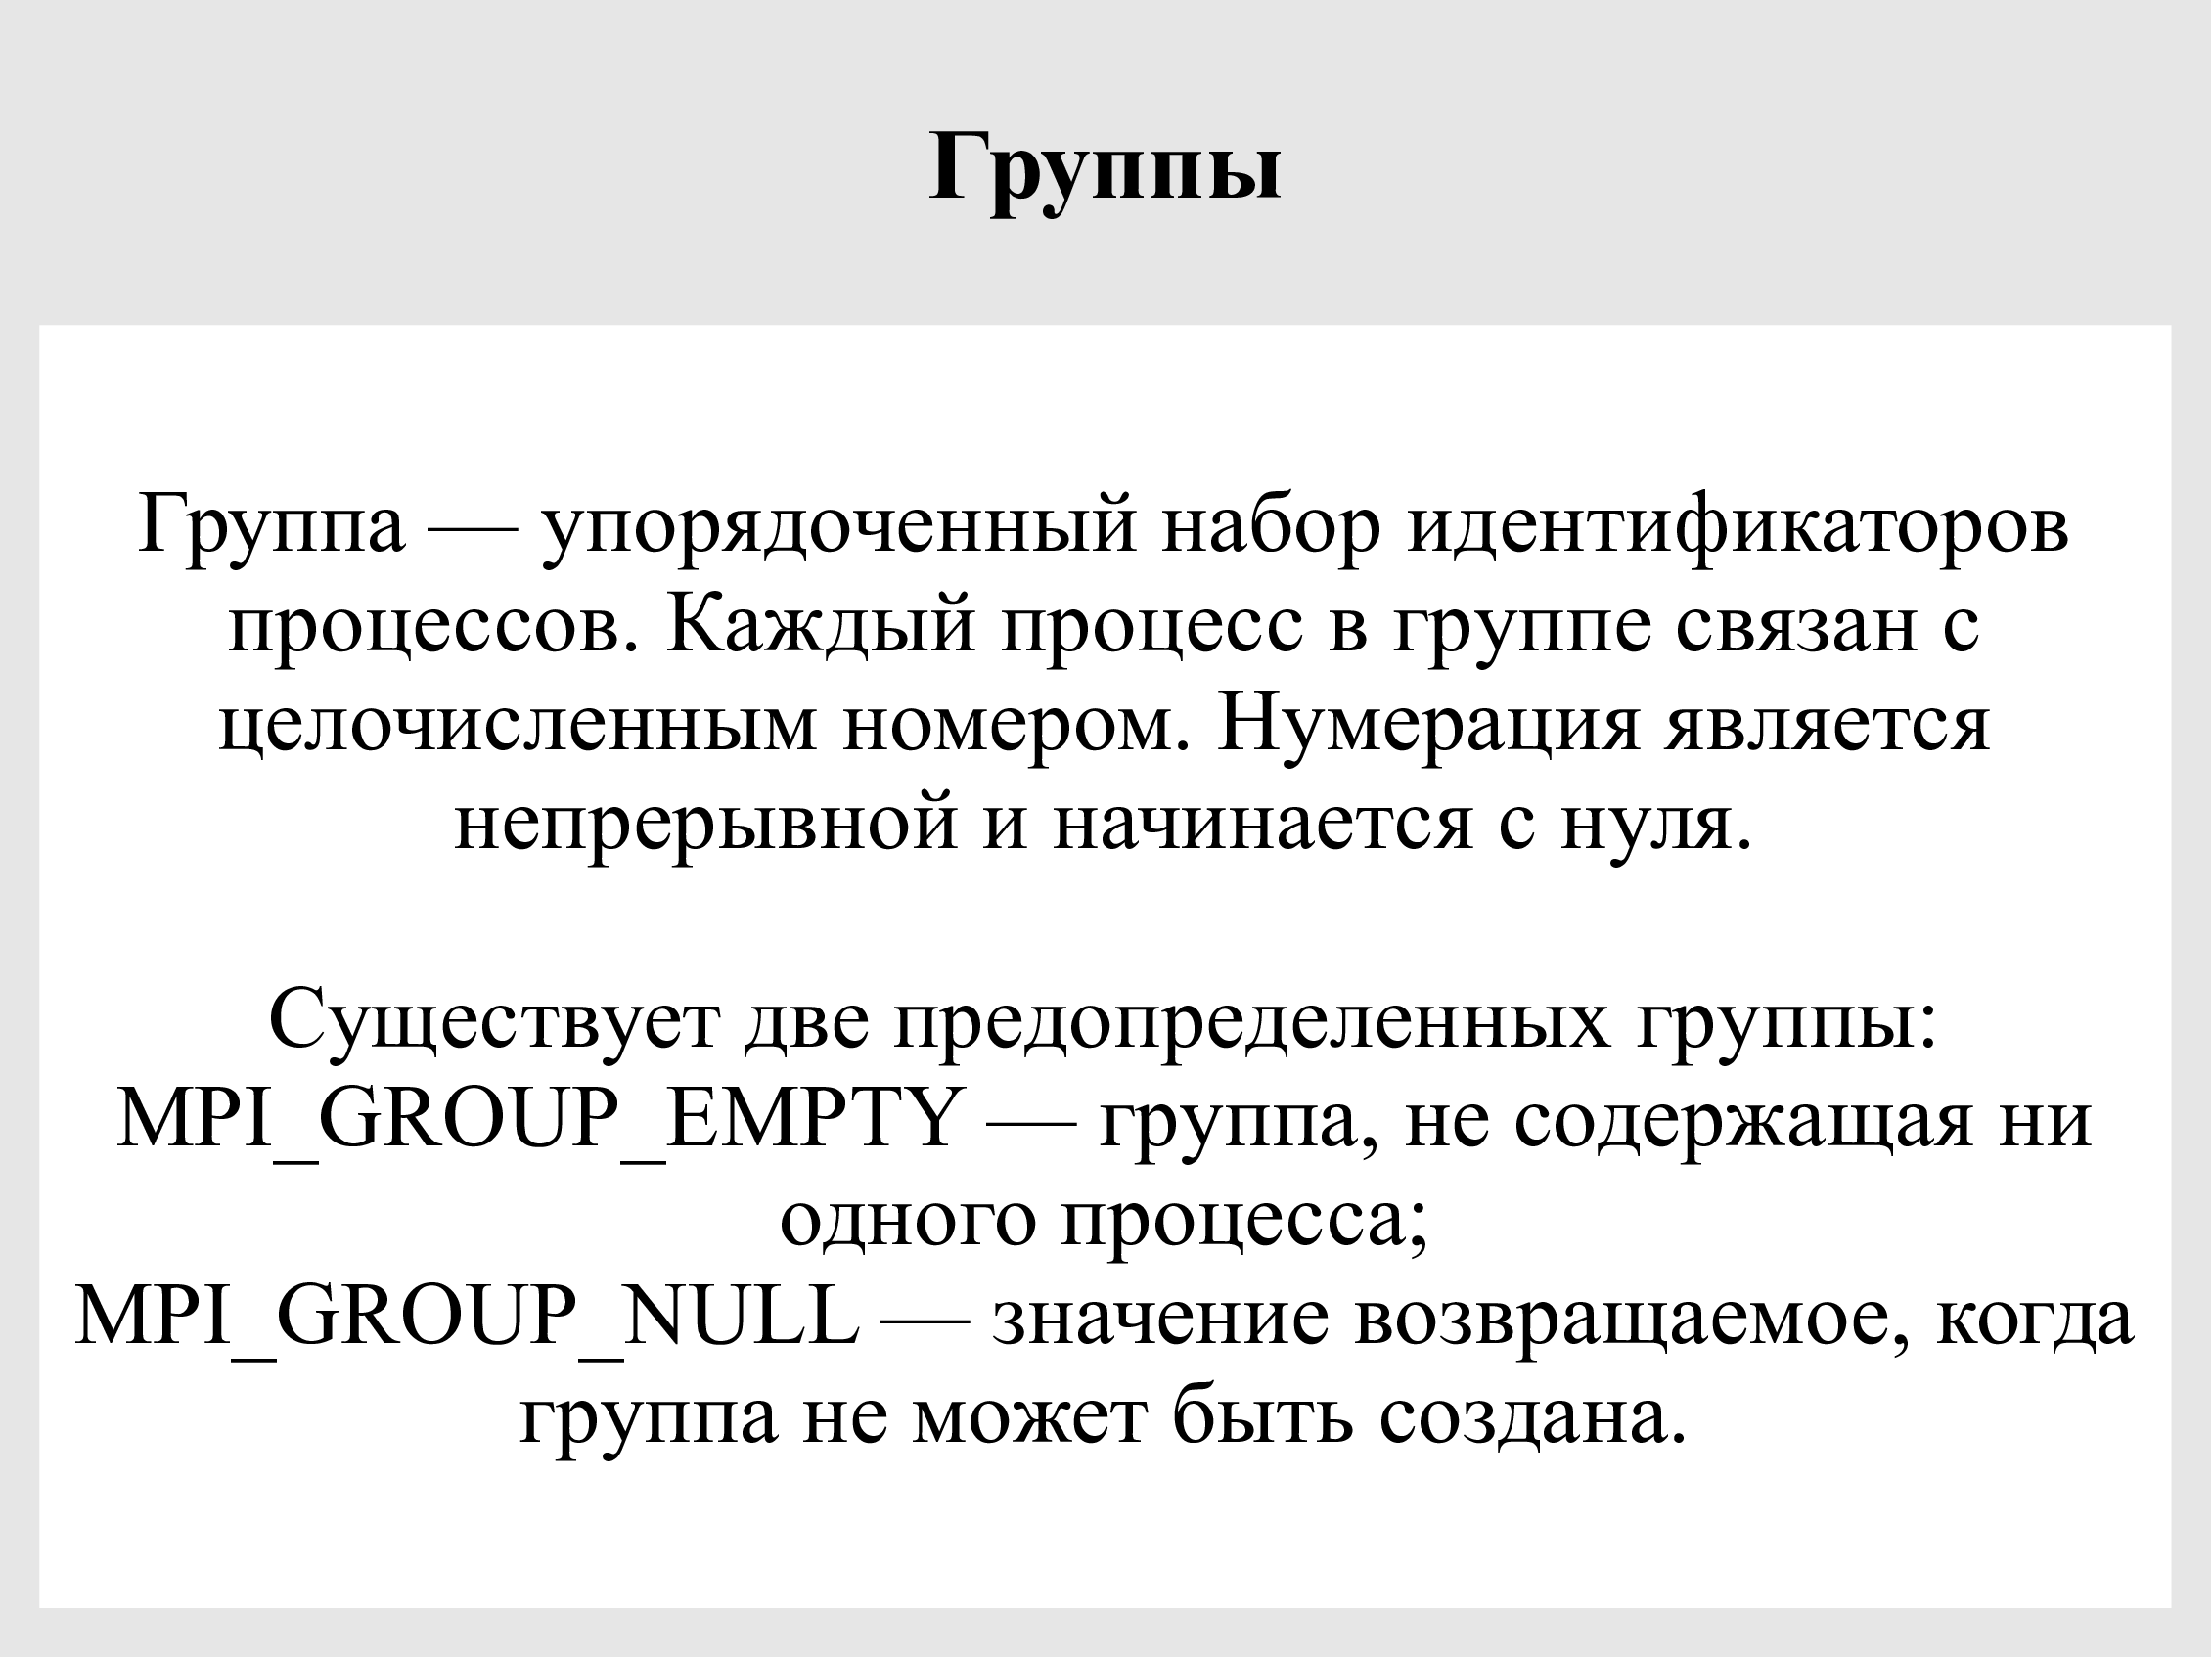 Группы
Группа — упорядоченный набор идентификаторов
процессов. Каждый процесс в группе связан с
целочисленным номером. Нумерация является
непрерывной и начинается с нуля.
Существует две предопределенных группы:
MPI_GROUP_EMPTY — группа, не содержащая ни
одного процесса;
MPI_GROUP_NULL — значение возвращаемое, когда
группа не может быть создана.